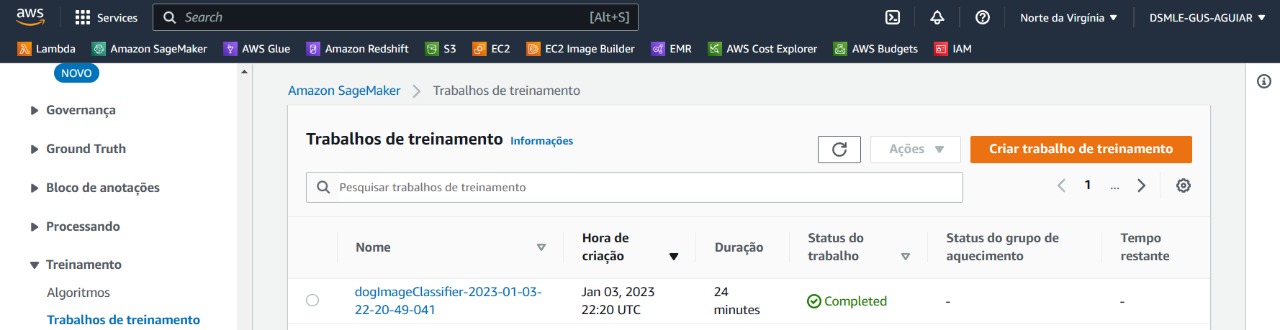 aws Services Search [Alt+S] Norte da Virgínia DSMLE-GUS-AGUIAR
Lambda Amazon SageMaker AWS Glue Amazon Redshift S3 EC2 EC2 Image Builder EMR AWS Cost Explorer AWS Budgets IAM
NOVO
Governança
Ground Truth
Bloco de anotações
Processando
Treinamento
Algoritmos
Trabalhos de treinamento
Amazon SageMaker > Trabalhos de treinamento
Trabalhos de treinamento Informações
Ações Criar trabalho de treinamento
Pesquisar trabalhos de treinamento
1 ...
Nome
Hora de
criação
Duração
Status do
trabalho
Status do grupo de
aquecimento
Tempo
restante
dogImageClassifier-2023-01-03-
22-20-49-041
Jan 03, 2023
22:20 UTC
24
minutes
Completed
-
-